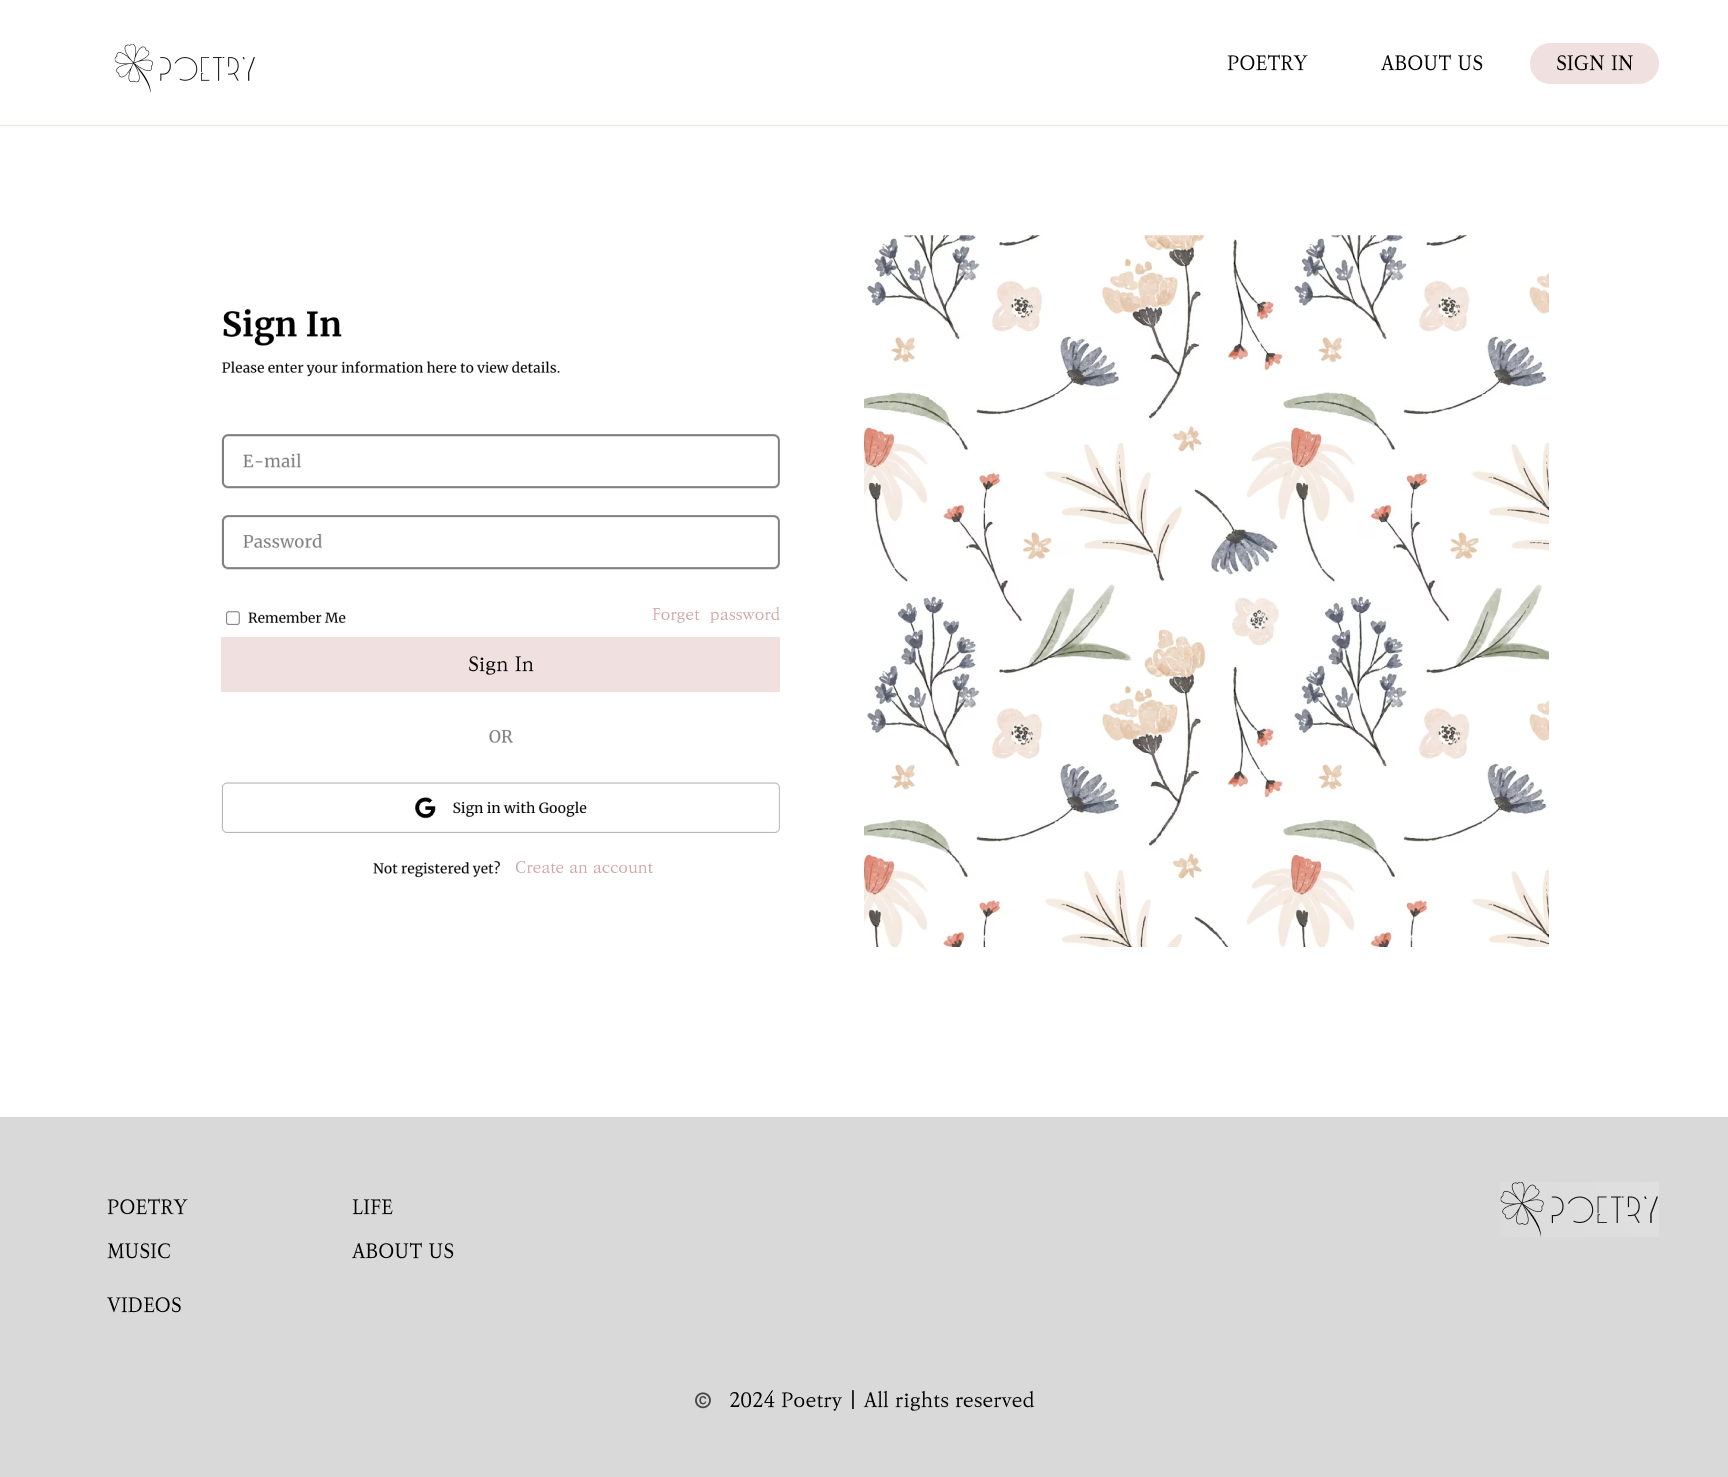 POETRY
POETRY ABOUT US SIGN IN
Sign In
Please enter your information here to view details.
E-mail
Password
Remember Me
Forget password
Sign In
OR
G Sign in with Google
Not registered yet? Create an account
POETRY LIFE
MUSIC ABOUT US
VIDEOS
POETRY
© 2024 Poetry | All rights reserved